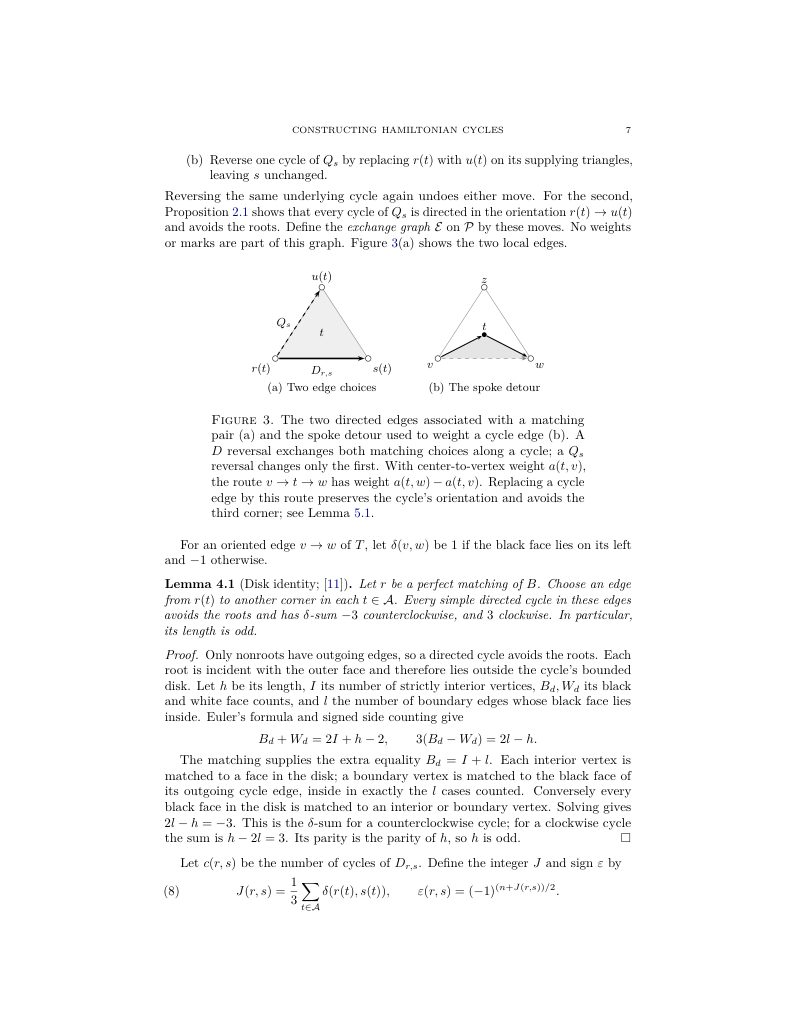 CONSTRUCTING HAMILTONIAN CYCLES 7
(b) Reverse one cycle of Q_s by replacing r(t) with u(t) on its supplying triangles,
leaving s unchanged.
Reversing the same underlying cycle again undoes either move. For the second,
Proposition 2.1 shows that every cycle of Q_s is directed in the orientation r(t) → u(t)
and avoids the roots. Define the exchange graph ℰ on 𝒫 by these moves. No weights
or marks are part of this graph. Figure 3(a) shows the two local edges.
u(t)
Q_s
t
r(t)
D_{r,s}
s(t)
(a) Two edge choices
z
t
v
w
(b) The spoke detour
FIGURE 3. The two directed edges associated with a matching
pair (a) and the spoke detour used to weight a cycle edge (b). A
D reversal exchanges both matching choices along a cycle; a Q_s
reversal changes only the first. With center-to-vertex weight a(t, v),
the route v → t → w has weight a(t, w) − a(t, v). Replacing a cycle
edge by this route preserves the cycle's orientation and avoids the
third corner; see Lemma 5.1.
For an oriented edge v → w of T, let δ(v, w) be 1 if the black face lies on its left
and −1 otherwise.
Lemma 4.1 (Disk identity; [11]). Let r be a perfect matching of B. Choose an edge
from r(t) to another corner in each t ∈ 𝒜. Every simple directed cycle in these edges
avoids the roots and has δ-sum −3 counterclockwise, and 3 clockwise. In particular,
its length is odd.
Proof. Only nonroots have outgoing edges, so a directed cycle avoids the roots. Each
root is incident with the outer face and therefore lies outside the cycle's bounded
disk. Let h be its length, I its number of strictly interior vertices, B_d, W_d its black
and white face counts, and l the number of boundary edges whose black face lies
inside. Euler's formula and signed side counting give
B_d + W_d = 2I + h − 2, 3(B_d − W_d) = 2l − h.
The matching supplies the extra equality B_d = I + l. Each interior vertex is
matched to a face in the disk; a boundary vertex is matched to the black face of
its outgoing cycle edge, inside in exactly the l cases counted. Conversely every
black face in the disk is matched to an interior or boundary vertex. Solving gives
2l − h = −3. This is the δ-sum for a counterclockwise cycle; for a clockwise cycle
the sum is h − 2l = 3. Its parity is the parity of h, so h is odd. □
Let c(r, s) be the number of cycles of D_{r,s}. Define the integer J and sign ε by
(8) J(r, s) = 1/3 ∑_{t∈𝒜} δ(r(t), s(t)), ε(r, s) = (−1)^{(n+J(r,s))/2}.